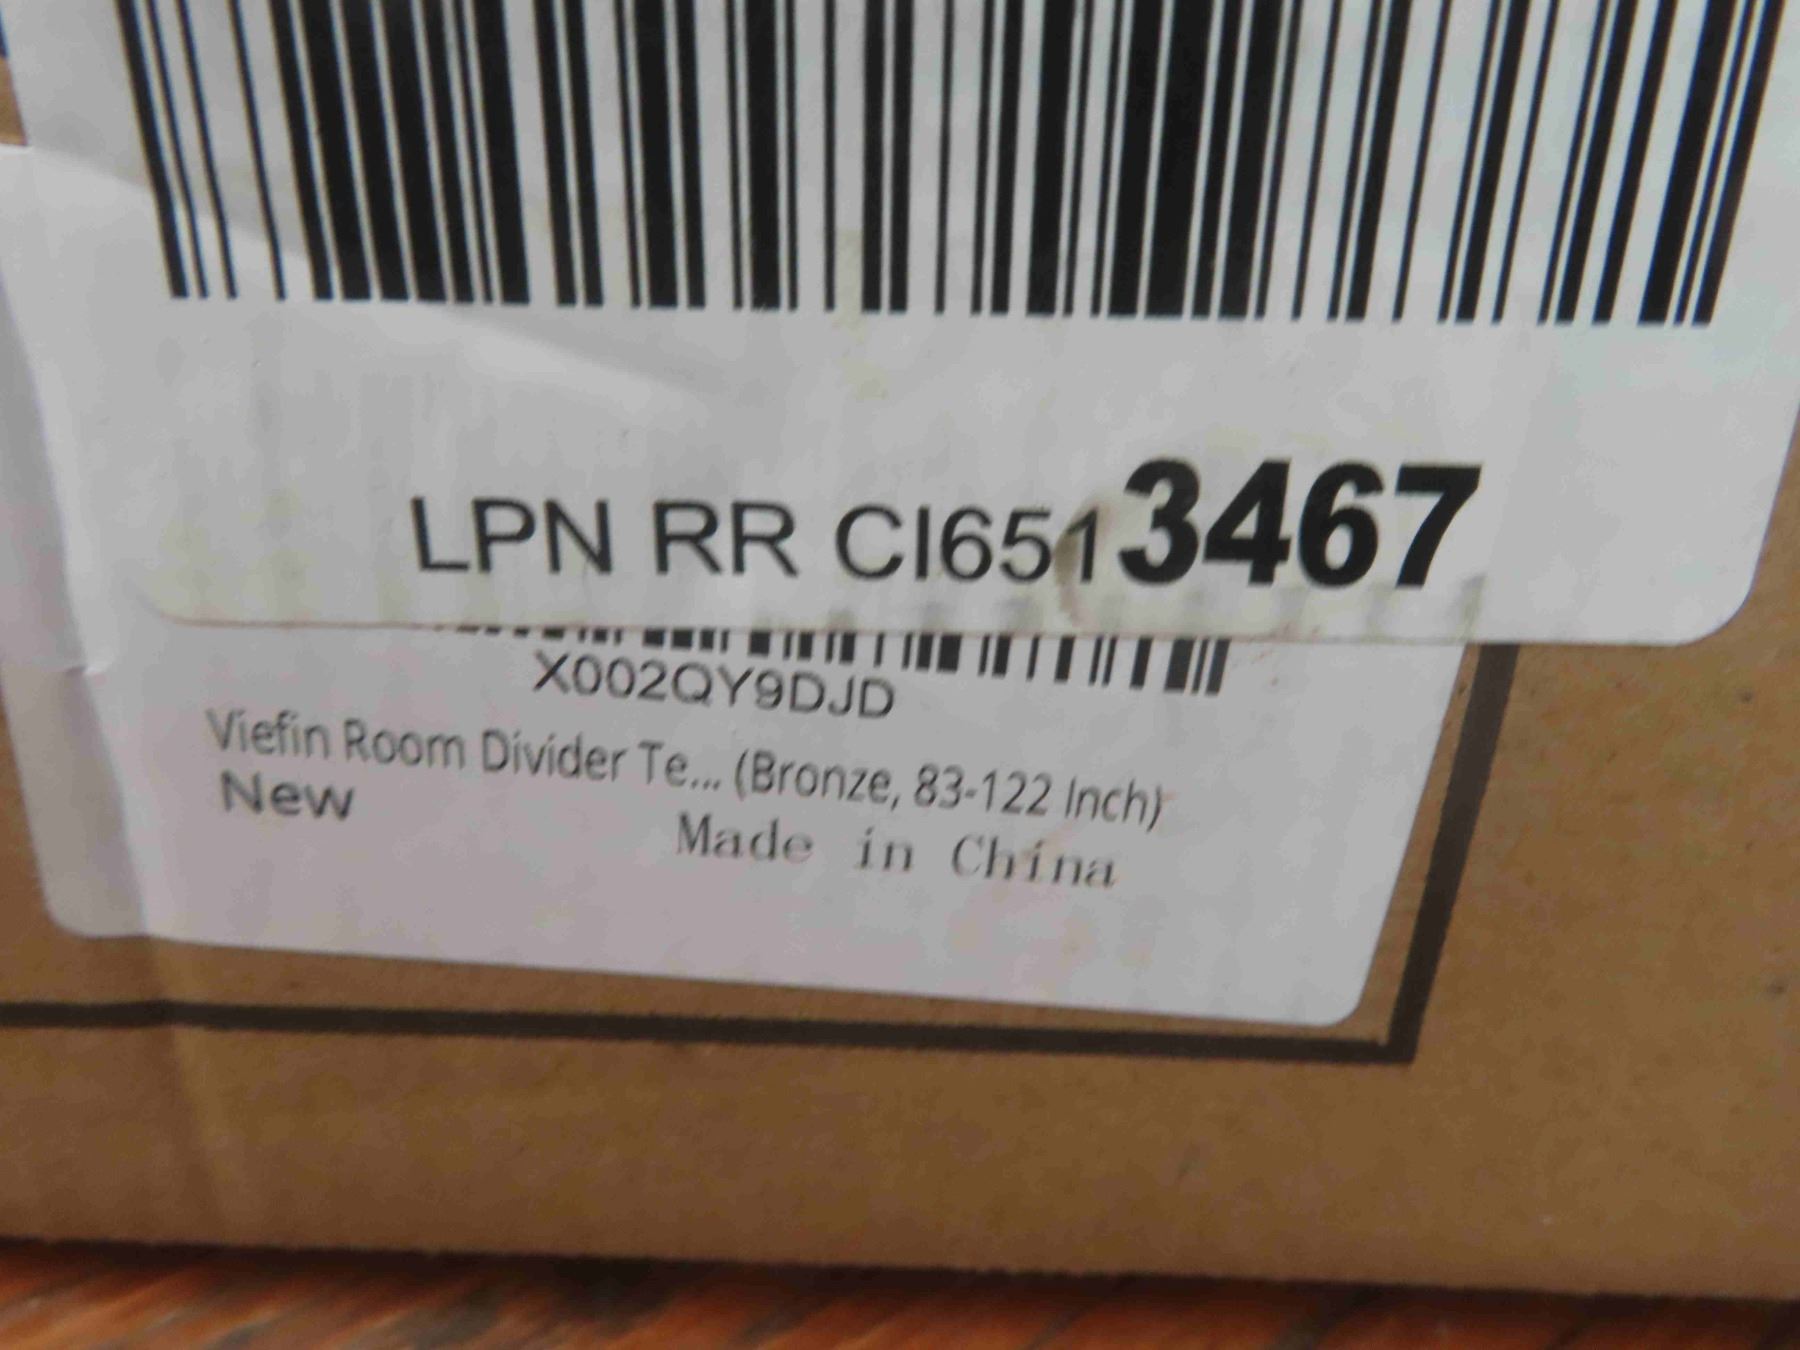 LPN RR CI6513467
X002QY9DJD
Viefin Room Divider Te... (Bronze, 83-122 Inch)
New
Made in China